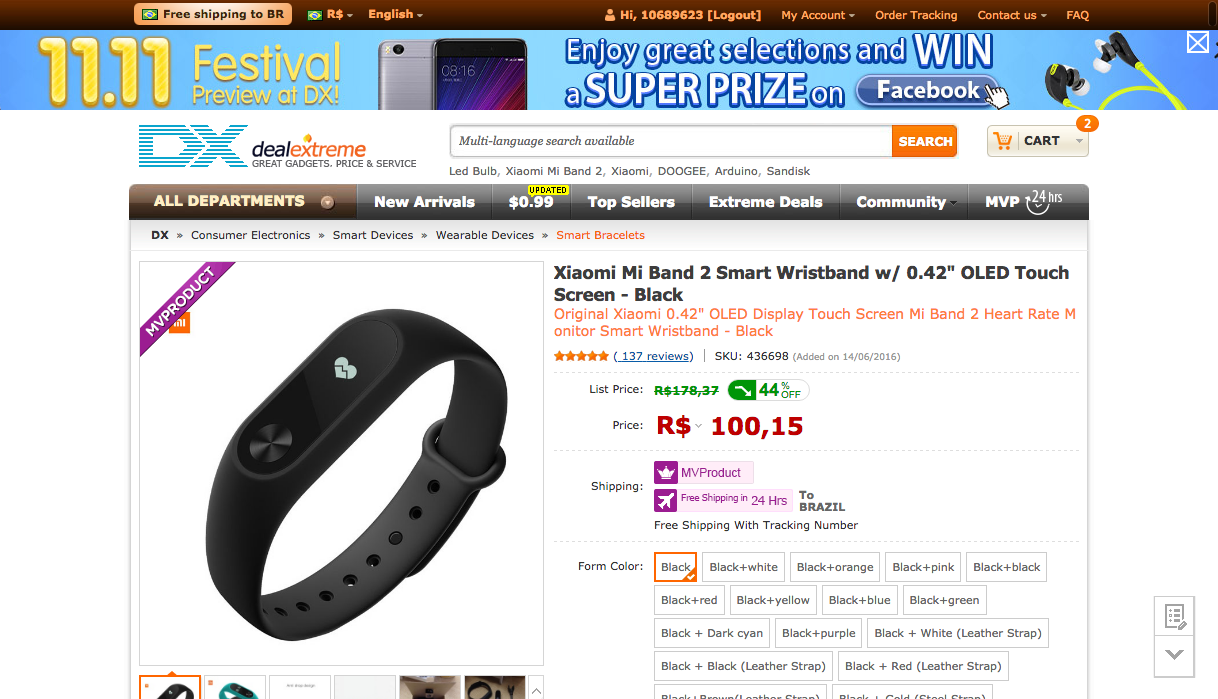 Free shipping to BR
R$
English
Hi, 10689623 [Logout]
My Account
Order Tracking
Contact us
FAQ
11.11 Festival
Preview at DX!
08:16
Enjoy great selections and WIN
a SUPER PRIZE on Facebook
DX
dealextreme
GREAT GADGETS. PRICE & SERVICE
Multi-language search available
SEARCH
CART
2
Led Bulb, Xiaomi Mi Band 2, Xiaomi, DOOGEE, Arduino, Sandisk
UPDATED
ALL DEPARTMENTS
New Arrivals
$0.99
Top Sellers
Extreme Deals
Community
MVP 24 hrs
DX » Consumer Electronics » Smart Devices » Wearable Devices » Smart Bracelets
MVPRODUCT
mi
Xiaomi Mi Band 2 Smart Wristband w/ 0.42" OLED Touch
Screen - Black
Original Xiaomi 0.42" OLED Display Touch Screen Mi Band 2 Heart Rate M
onitor Smart Wristband - Black
( 137 reviews) SKU: 436698 (Added on 14/06/2016)
List Price: R$178,37 44 % OFF
Price: R$ 100,15
Shipping:
MVProduct
Free Shipping in 24 Hrs To BRAZIL
Free Shipping With Tracking Number
Form Color:
Black Black+white Black+orange Black+pink Black+black
Black+red Black+yellow Black+blue Black+green
Black + Dark cyan Black+purple Black + White (Leather Strap)
Black + Black (Leather Strap) Black + Red (Leather Strap)
Black+Brown(Leather Strap) Black + Gold (Steel Strap)